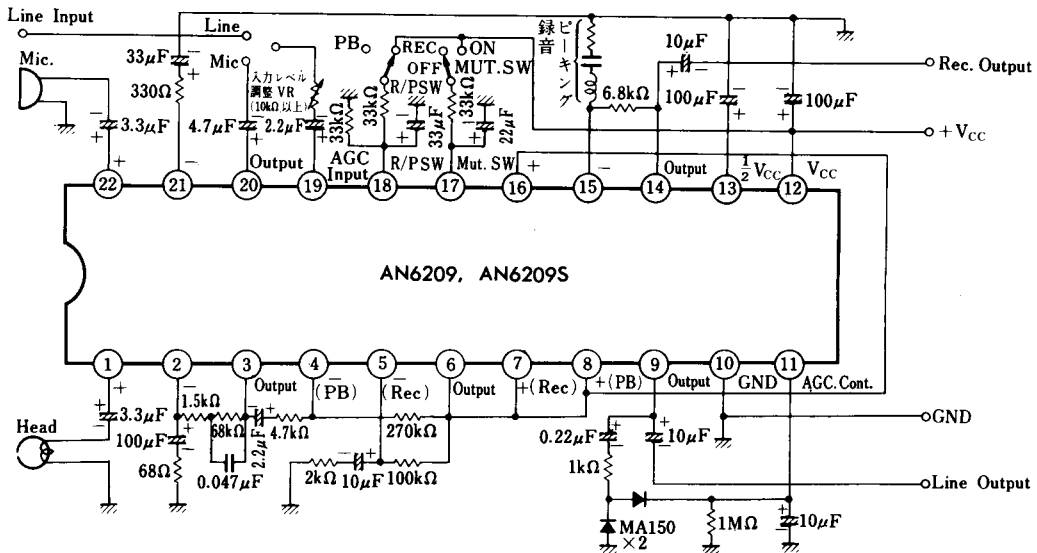 Line Input
Line
Mic.
Mic
33μF
330Ω
3.3μF
4.7μF
入力レベル
調整VR
(10kΩ以上)
2.2μF
PB
REC
ON
OFF
MUT.SW
R/PSW
33kΩ
33kΩ
33μF
33kΩ
22μF
録音
ピーキング
6.8kΩ
10μF
Rec. Output
100μF
100μF
+VCC
Output
AGC
Input
R/PSW
Mut. SW
Output
½VCC
VCC
22
21
20
19
18
17
16
15
14
13
12
AN6209, AN6209S
1
2
3
4
5
6
7
8
9
10
11
Output
(PB)
(Rec)
Output
+(Rec)
+(PB)
Output
GND
AGC. Cont.
Head
3.3μF
100μF
68Ω
1.5kΩ
68kΩ
0.047μF
2.2μF
4.7kΩ
270kΩ
2kΩ
10μF
100kΩ
0.22μF
1kΩ
10μF
MA150
×2
1MΩ
10μF
GND
Line Output